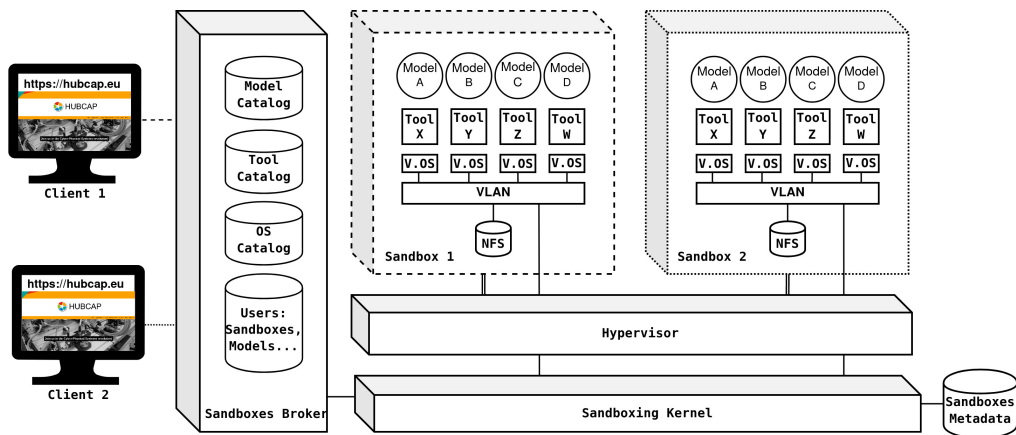 https://hubcap.eu
HUBCAP
Client 1
https://hubcap.eu
HUBCAP
Client 2
Model
Catalog
Tool
Catalog
OS
Catalog
Users:
Sandboxes,
Models...
Sandboxes Broker
Model
A
Model
B
Model
C
Model
D
Tool
X
Tool
Y
Tool
Z
Tool
W
V.OS
V.OS
V.OS
V.OS
VLAN
NFS
Sandbox 1
Model
A
Model
B
Model
C
Model
D
Tool
X
Tool
Y
Tool
Z
Tool
W
V.OS
V.OS
V.OS
V.OS
VLAN
NFS
Sandbox 2
Hypervisor
Sandboxing Kernel
Sandboxes
Metadata